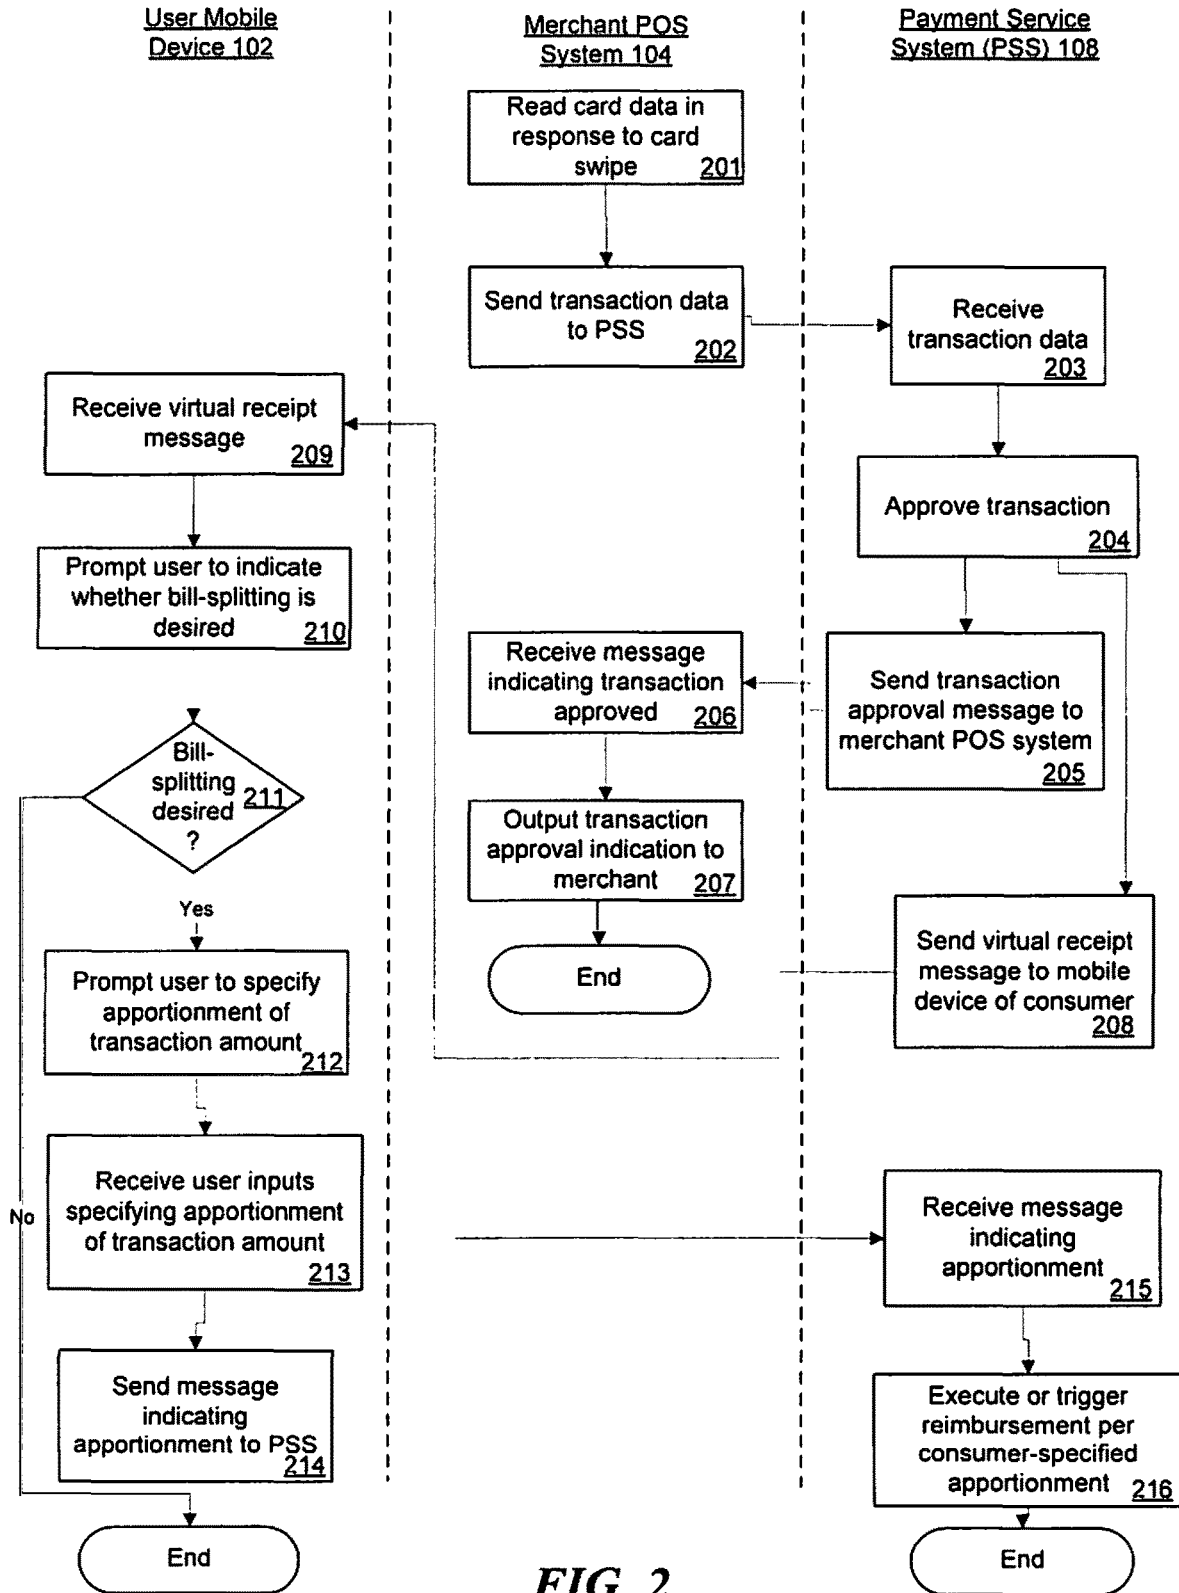 User Mobile
Device 102
Merchant POS
System 104
Payment Service
System (PSS) 108
Read card data in
response to card
swipe
201
Send transaction data
to PSS
202
Receive
transaction data
203
Receive virtual receipt
message
209
Approve transaction
204
Prompt user to indicate
whether bill-splitting is
desired
210
Receive message
indicating transaction
approved
206
Send transaction
approval message to
merchant POS system
205
Bill-
splitting
desired
?
211
Output transaction
approval indication to
merchant
207
Yes
Send virtual receipt
message to mobile
device of consumer
208
End
Prompt user to specify
apportionment of
transaction amount
212
Receive user inputs
specifying apportionment
of transaction amount
213
No
Receive message
indicating
apportionment
215
Send message
indicating
apportionment to PSS
214
Execute or trigger
reimbursement per
consumer-specified
apportionment
216
End
End
FIG. 2